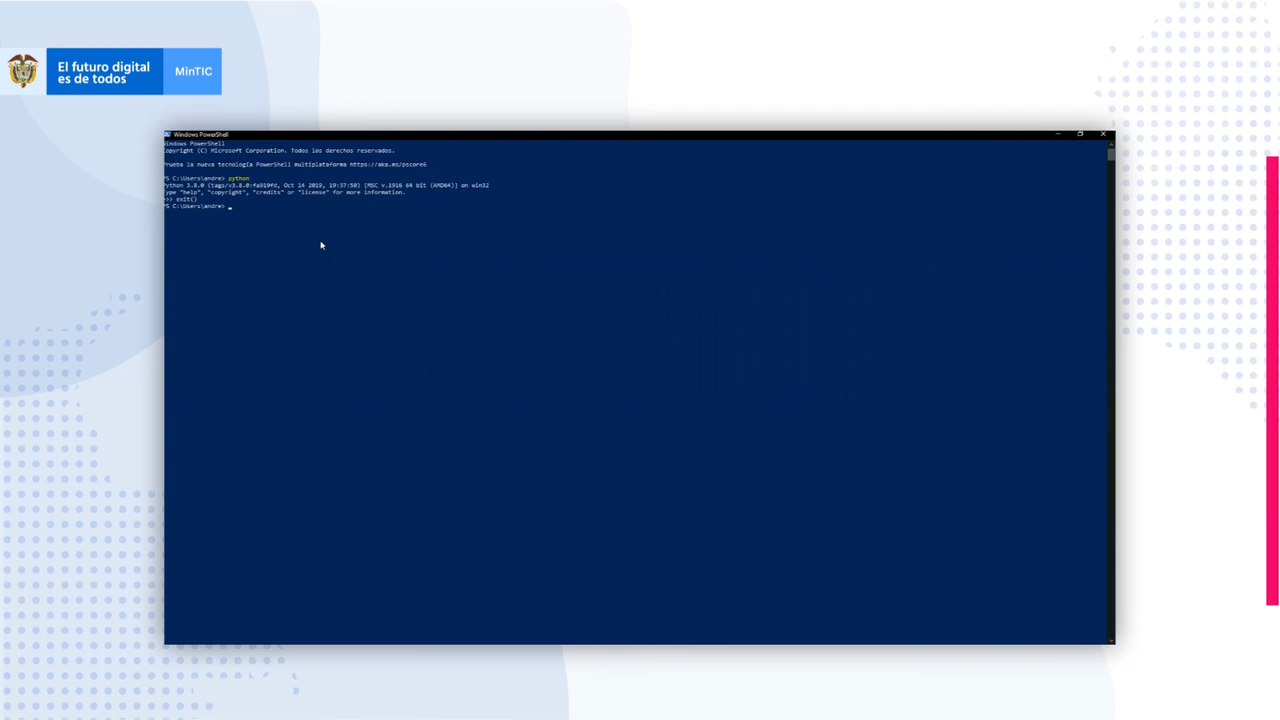 El futuro digital
es de todos
MinTIC
Windows PowerShell
Windows PowerShell
Copyright (C) Microsoft Corporation. Todos los derechos reservados.
Prueba la nueva tecnología PowerShell multiplataforma https://aka.ms/pscore6
PS C:\Users\andre> python
Python 3.8.0 (tags/v3.8.0:fa919fd, Oct 14 2019, 19:37:50) [MSC v.1916 64 bit (AMD64)] on win32
Type "help", "copyright", "credits" or "license" for more information.
>>> exit()
PS C:\Users\andre> _